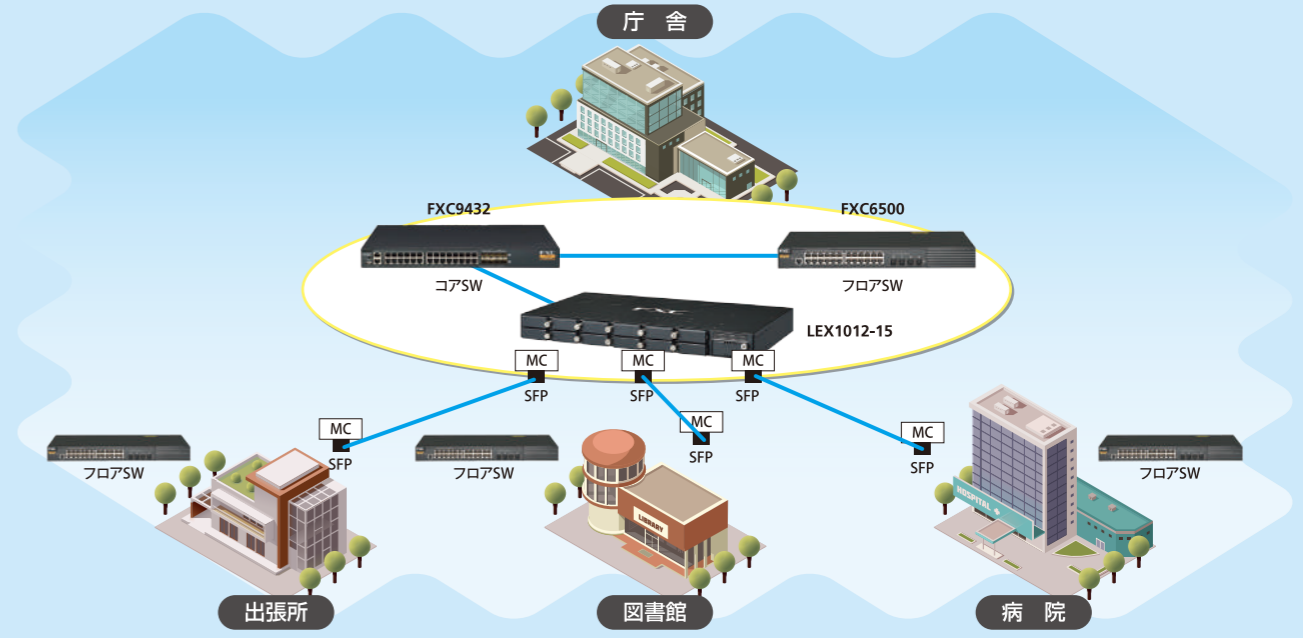 庁 舎
FXC9432
FXC6500
コアSW
フロアSW
FXC
LEX1012-15
MC
MC
MC
SFP
SFP
SFP
MC
MC
MC
SFP
SFP
SFP
フロアSW
フロアSW
フロアSW
HOSPITAL
LIBRARY
出張所
図書館
病 院